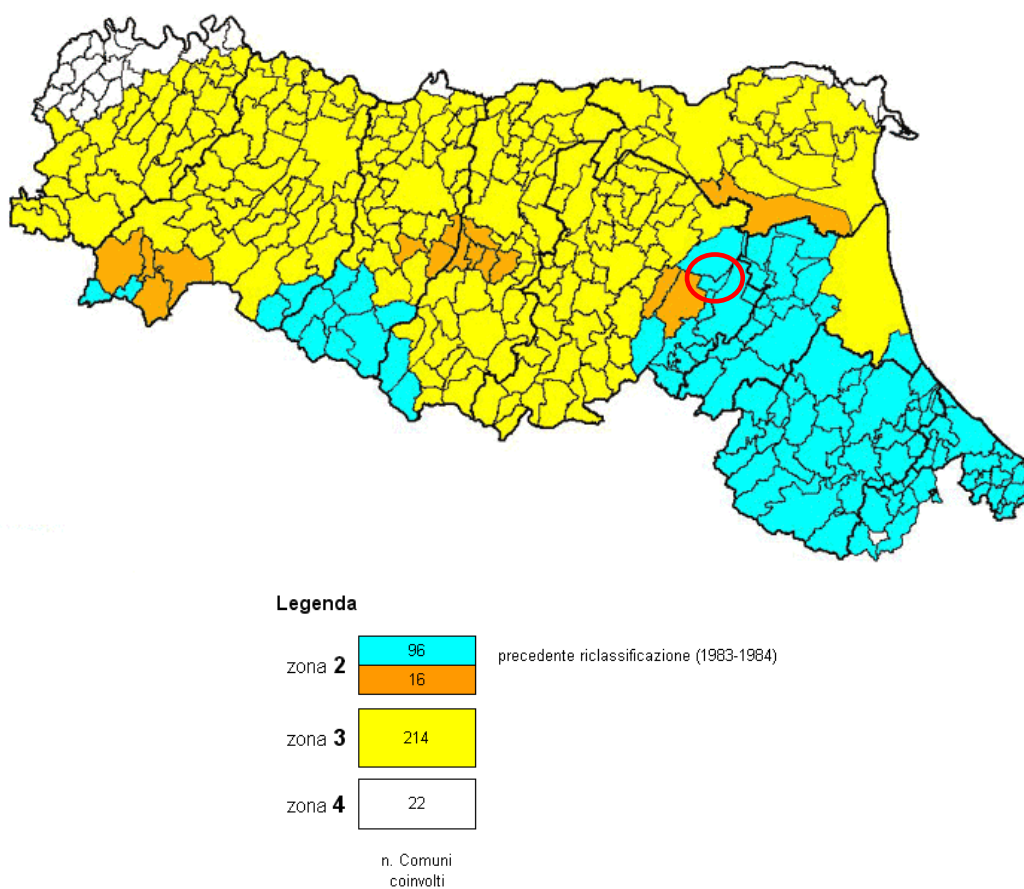 Legenda
zona 2
96
precedente riclassificazione (1983-1984)
16
zona 3
214
zona 4
22
n. Comuni
coinvolti